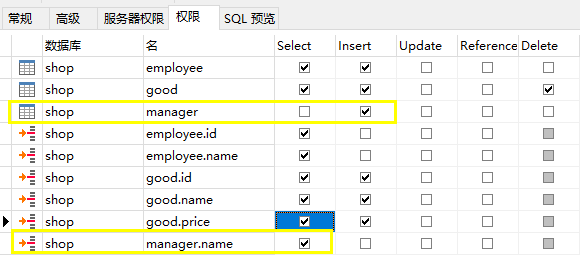 常规 高级 服务器权限 权限 SQL 预览
数据库 名 Select Insert Update Reference Delete
shop employee
shop good
shop manager
shop employee.id
shop employee.name
shop good.id
shop good.name
shop good.price
shop manager.name